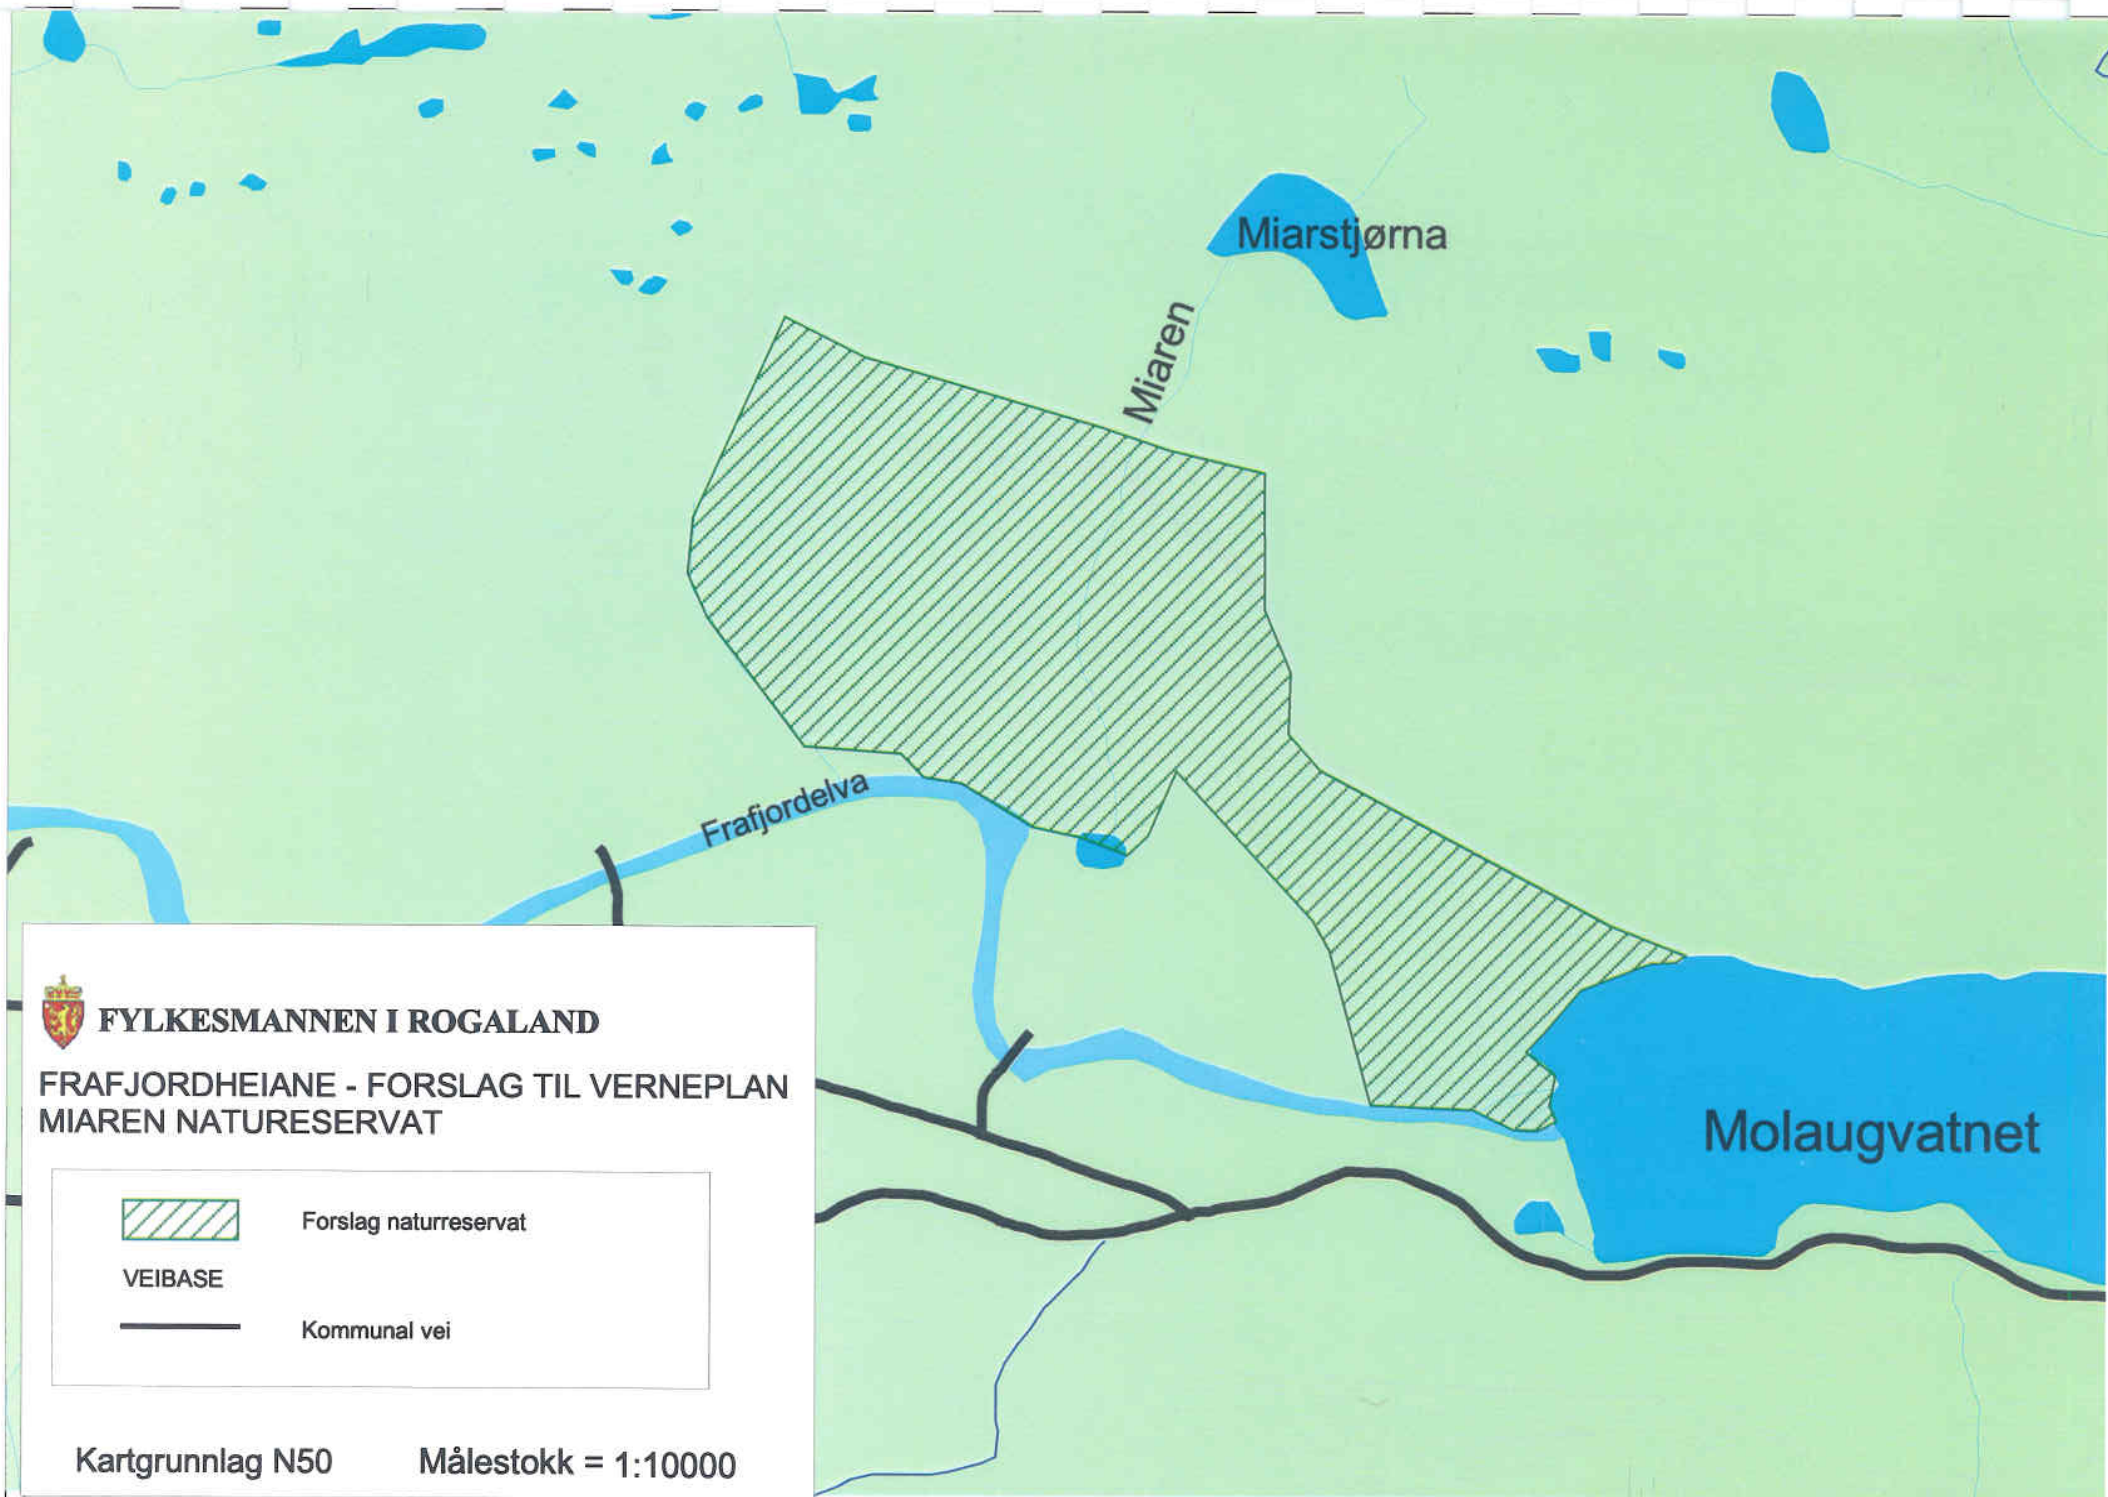 Miarstjørna
Miaren
Frafjordelva
Molaugvatnet
FYLKESMANNEN I ROGALAND
FRAFJORDHEIANE - FORSLAG TIL VERNEPLAN
MIAREN NATURESERVAT
Forslag naturreservat
VEIBASE
Kommunal vei
Kartgrunnlag N50 Målestokk = 1:10000